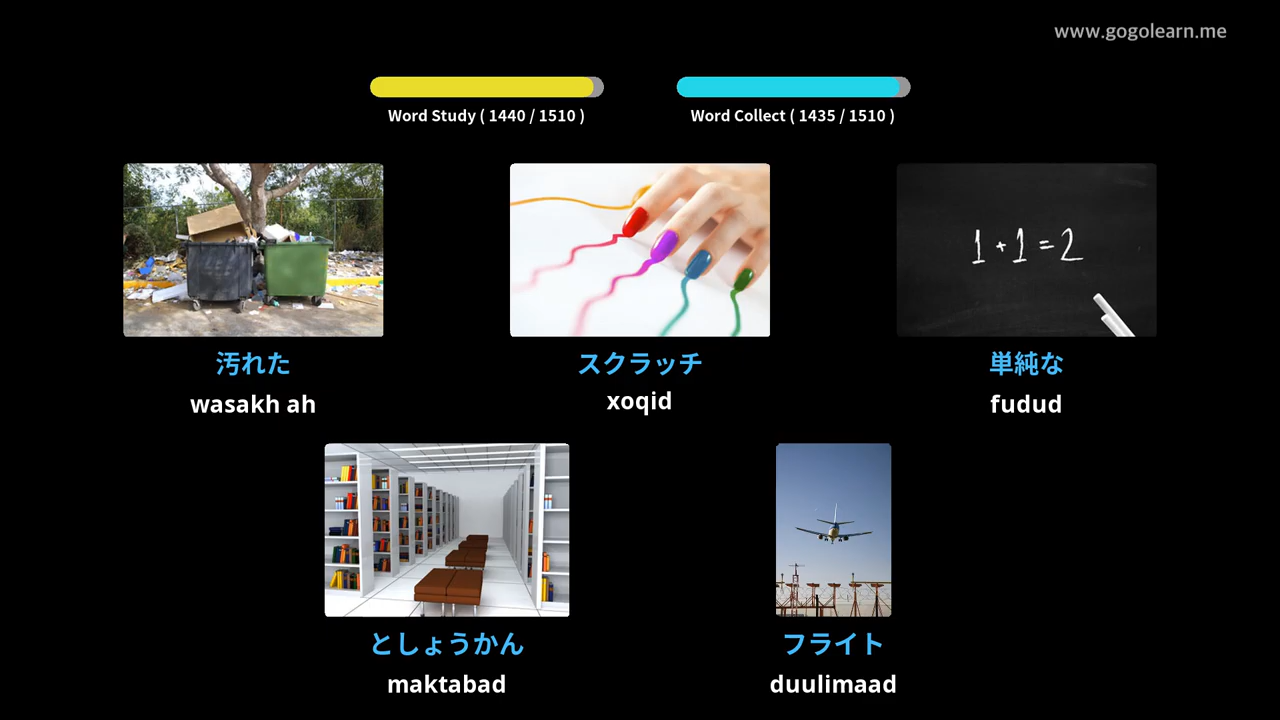 www.gogolearn.me
Word Study ( 1440 / 1510 )
Word Collect ( 1435 / 1510 )
1 + 1 = 2
汚れた
スクラッチ
単純な
wasakh ah
xoqid
fudud
としょうかん
フライト
maktabad
duulimaad